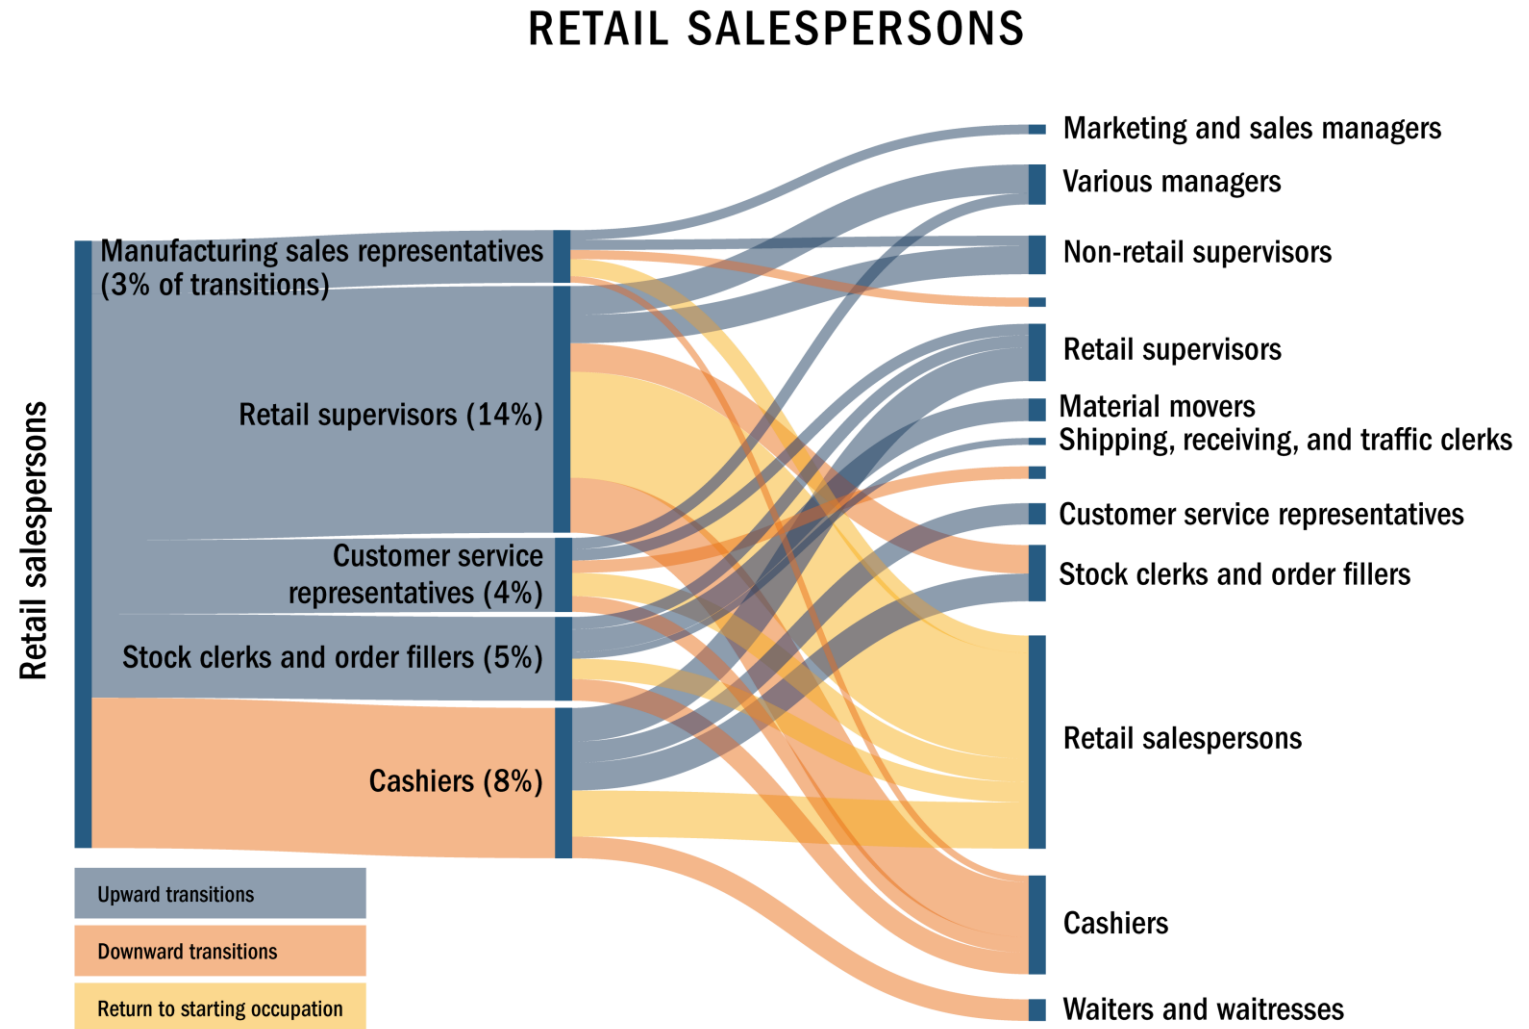 RETAIL SALESPERSONS
Retail salespersons
Manufacturing sales representatives
(3% of transitions)
Retail supervisors (14%)
Customer service
representatives (4%)
Stock clerks and order fillers (5%)
Cashiers (8%)
Marketing and sales managers
Various managers
Non-retail supervisors
Retail supervisors
Material movers
Shipping, receiving, and traffic clerks
Customer service representatives
Stock clerks and order fillers
Retail salespersons
Cashiers
Waiters and waitresses
Upward transitions
Downward transitions
Return to starting occupation